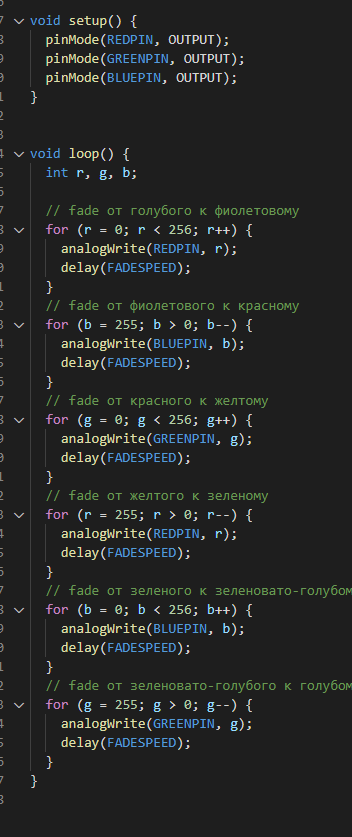 void setup() {
pinMode(REDPIN, OUTPUT);
pinMode(GREENPIN, OUTPUT);
pinMode(BLUEPIN, OUTPUT);
}
void loop() {
int r, g, b;
// fade от голубого к фиолетовому
for (r = 0; r < 256; r++) {
analogWrite(REDPIN, r);
delay(FADESPEED);
}
// fade от фиолетового к красному
for (b = 255; b > 0; b--) {
analogWrite(BLUEPIN, b);
delay(FADESPEED);
}
// fade от красного к желтому
for (g = 0; g < 256; g++) {
analogWrite(GREENPIN, g);
delay(FADESPEED);
}
// fade от желтого к зеленому
for (r = 255; r > 0; r--) {
analogWrite(REDPIN, r);
delay(FADESPEED);
}
// fade от зеленого к зеленовато-голубом
for (b = 0; b < 256; b++) {
analogWrite(BLUEPIN, b);
delay(FADESPEED);
}
// fade от зеленовато-голубого к голубом
for (g = 255; g > 0; g--) {
analogWrite(GREENPIN, g);
delay(FADESPEED);
}
}